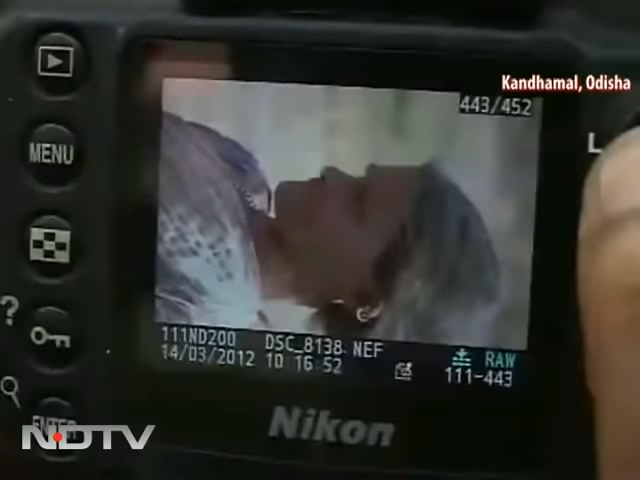 Kandhamal, Odisha
443/452
L
MENU
?
111ND200 DSC_8138.NEF
14/03/2012 10:16:52
RAW
111-443
ENTER
Nikon
NDTV